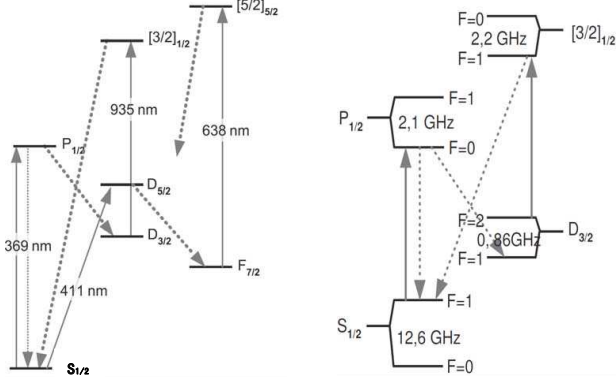 [5/2]5/2
[3/2]1/2
935 nm
638 nm
P1/2
D5/2
D3/2
369 nm
411 nm
F7/2
S1/2
F=0
2,2 GHz
[3/2]1/2
F=1
F=1
P1/2
2,1 GHz
F=0
F=2
0,86GHz
D3/2
F=1
F=1
S1/2
12,6 GHz
F=0